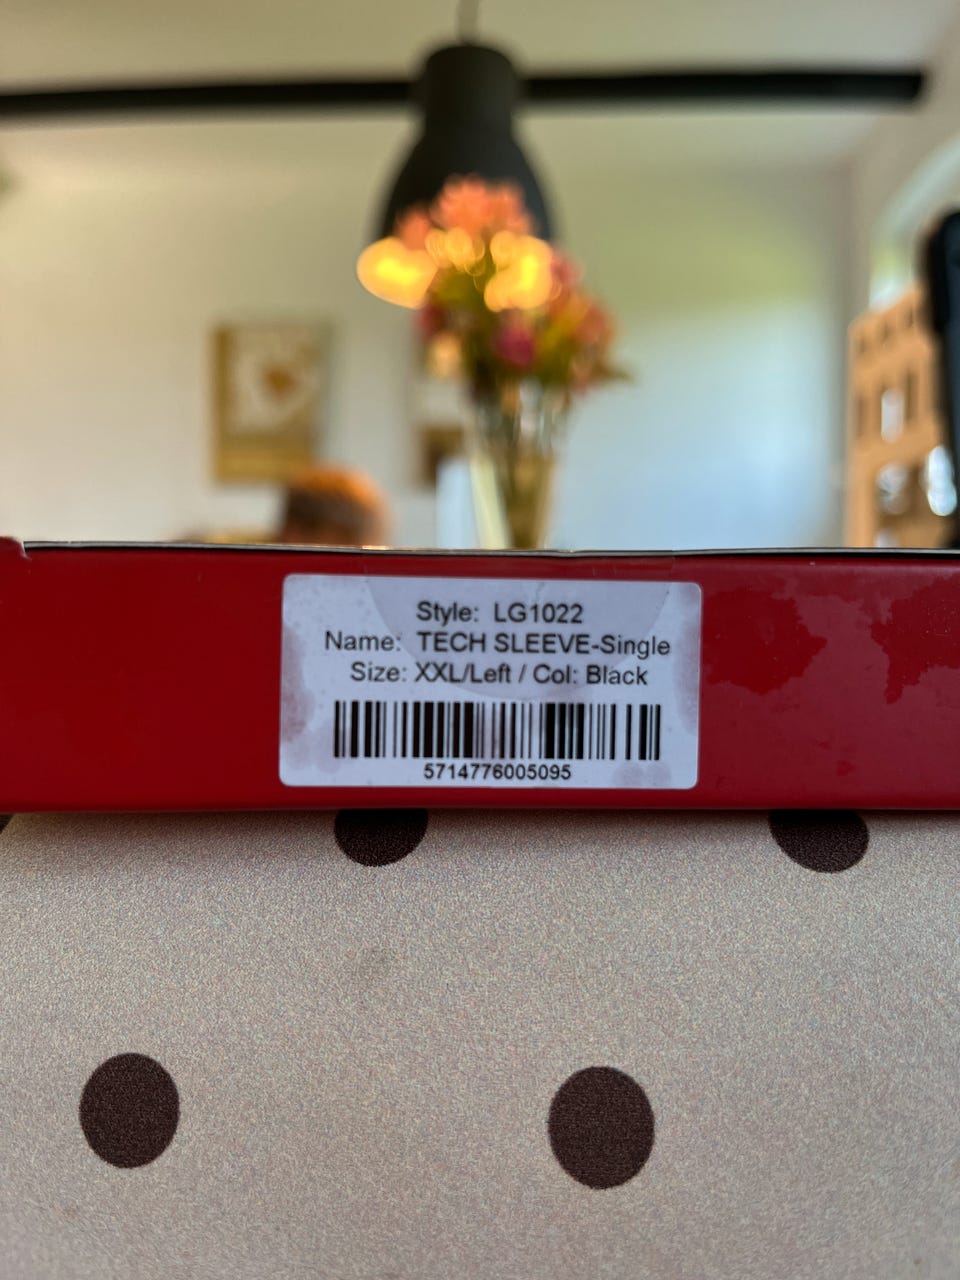 Style: LG1022
Name: TECH SLEEVE-Single
Size: XXL/Left / Col: Black
5714776005095